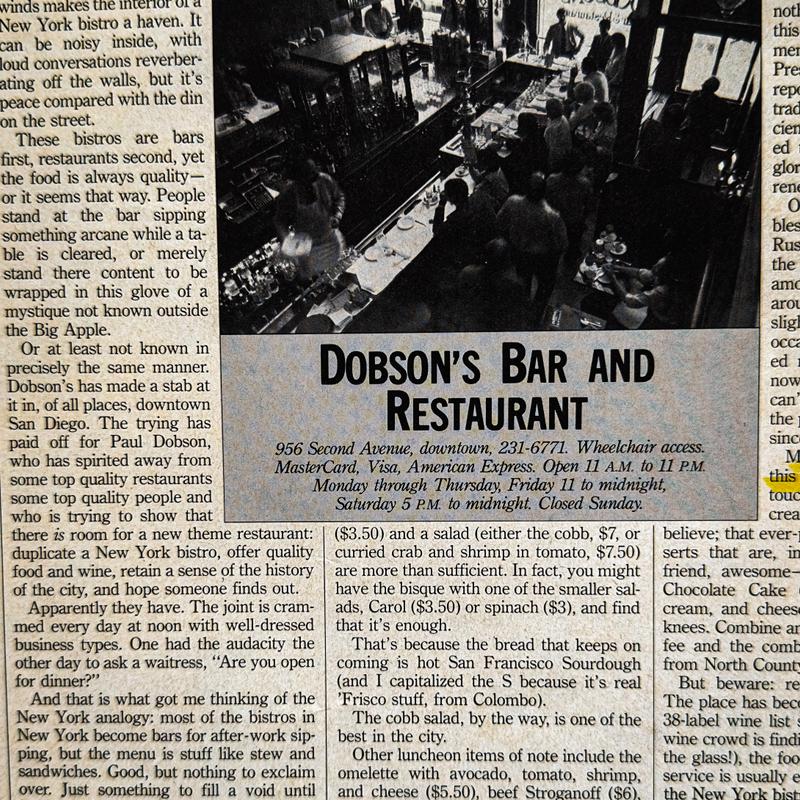 winds makes the interior of a
New York bistro a haven. It
can be noisy inside, with
loud conversations reverber-
ating off the walls, but it's
peace compared with the din
on the street.
These bistros are bars
first, restaurants second, yet
the food is always quality—
or it seems that way. People
stand at the bar sipping
something arcane while a ta-
ble is cleared, or merely
stand there content to be
wrapped in this glove of a
mystique not known outside
the Big Apple.
Or at least not known in
precisely the same manner.
Dobson's has made a stab at
it in, of all places, downtown
San Diego. The trying has
paid off for Paul Dobson,
who has spirited away from
some top quality restaurants
some top quality people and
who is trying to show that
there is room for a new theme restaurant:
duplicate a New York bistro, offer quality
food and wine, retain a sense of the history
of the city, and hope someone finds out.
Apparently they have. The joint is cram-
med every day at noon with well-dressed
business types. One had the audacity the
other day to ask a waitress, “Are you open
for dinner?”
And that is what got me thinking of the
New York analogy: most of the bistros in
New York become bars for after-work sip-
ping, but the menu is stuff like stew and
sandwiches. Good, but nothing to exclaim
over. Just something to fill a void until
DOBSON'S BAR AND
RESTAURANT
956 Second Avenue, downtown, 231-6771. Wheelchair access.
MasterCard, Visa, American Express. Open 11 A.M. to 11 P.M.
Monday through Thursday, Friday 11 to midnight,
Saturday 5 P.M. to midnight. Closed Sunday.
($3.50) and a salad (either the cobb, $7, or
curried crab and shrimp in tomato, $7.50)
are more than sufficient. In fact, you might
have the bisque with one of the smaller sal-
ads, Carol ($3.50) or spinach ($3), and find
that it's enough.
That's because the bread that keeps on
coming is hot San Francisco Sourdough
(and I capitalized the S because it's real
'Frisco stuff, from Colombo).
The cobb salad, by the way, is one of the
best in the city.
Other luncheon items of note include the
omelette with avocado, tomato, shrimp,
and cheese ($5.50), beef Stroganoff ($6),
this
the
now
can't
the
since
this
believe; that ever-
serts that are, in
friend, awesome—
Chocolate Cake
cream, and cheese
knees. Combine
fee and the comb
from North County
But beware: re
The place has
38-label wine list
wine crowd is
the glass!), the
service is usually
the New York